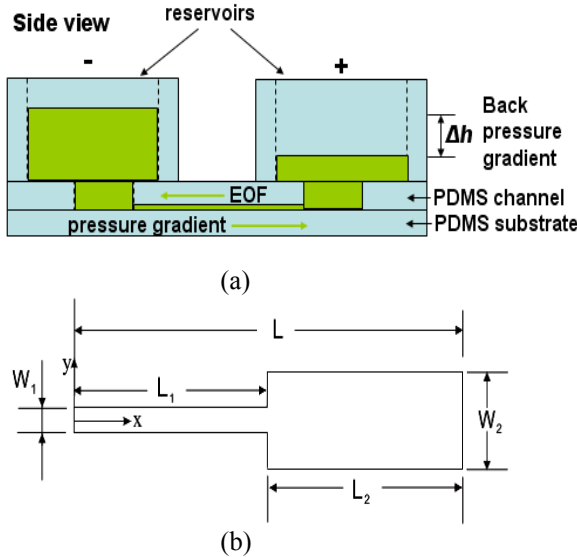 Side view
reservoirs
-
+
Δh
Back
pressure
gradient
EOF
PDMS channel
pressure gradient
PDMS substrate
(a)
L
W1
y
L1
x
W2
L2
(b)